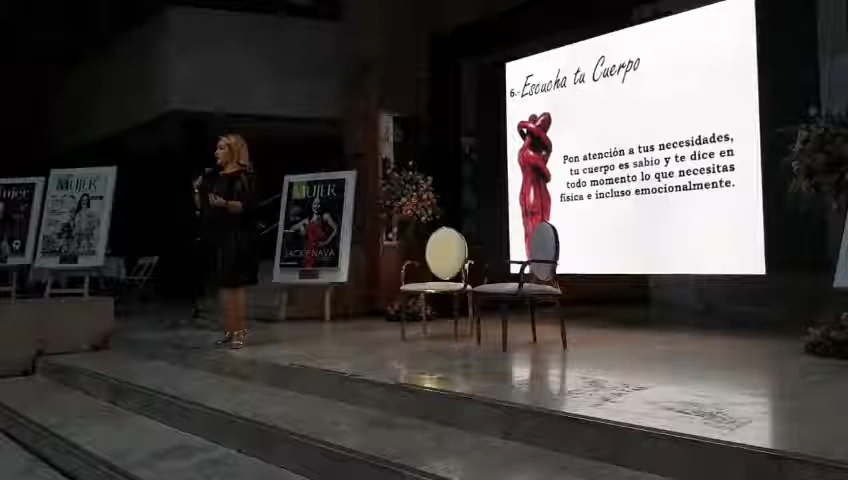 6.- Escucha tu Cuerpo
Pon atención a tus necesidades,
tu cuerpo es sabio y te dice en
todo momento lo que necesitas
física e incluso emocionalmente.
Mujer
MUJER
MUJER
JACKIE NAVA